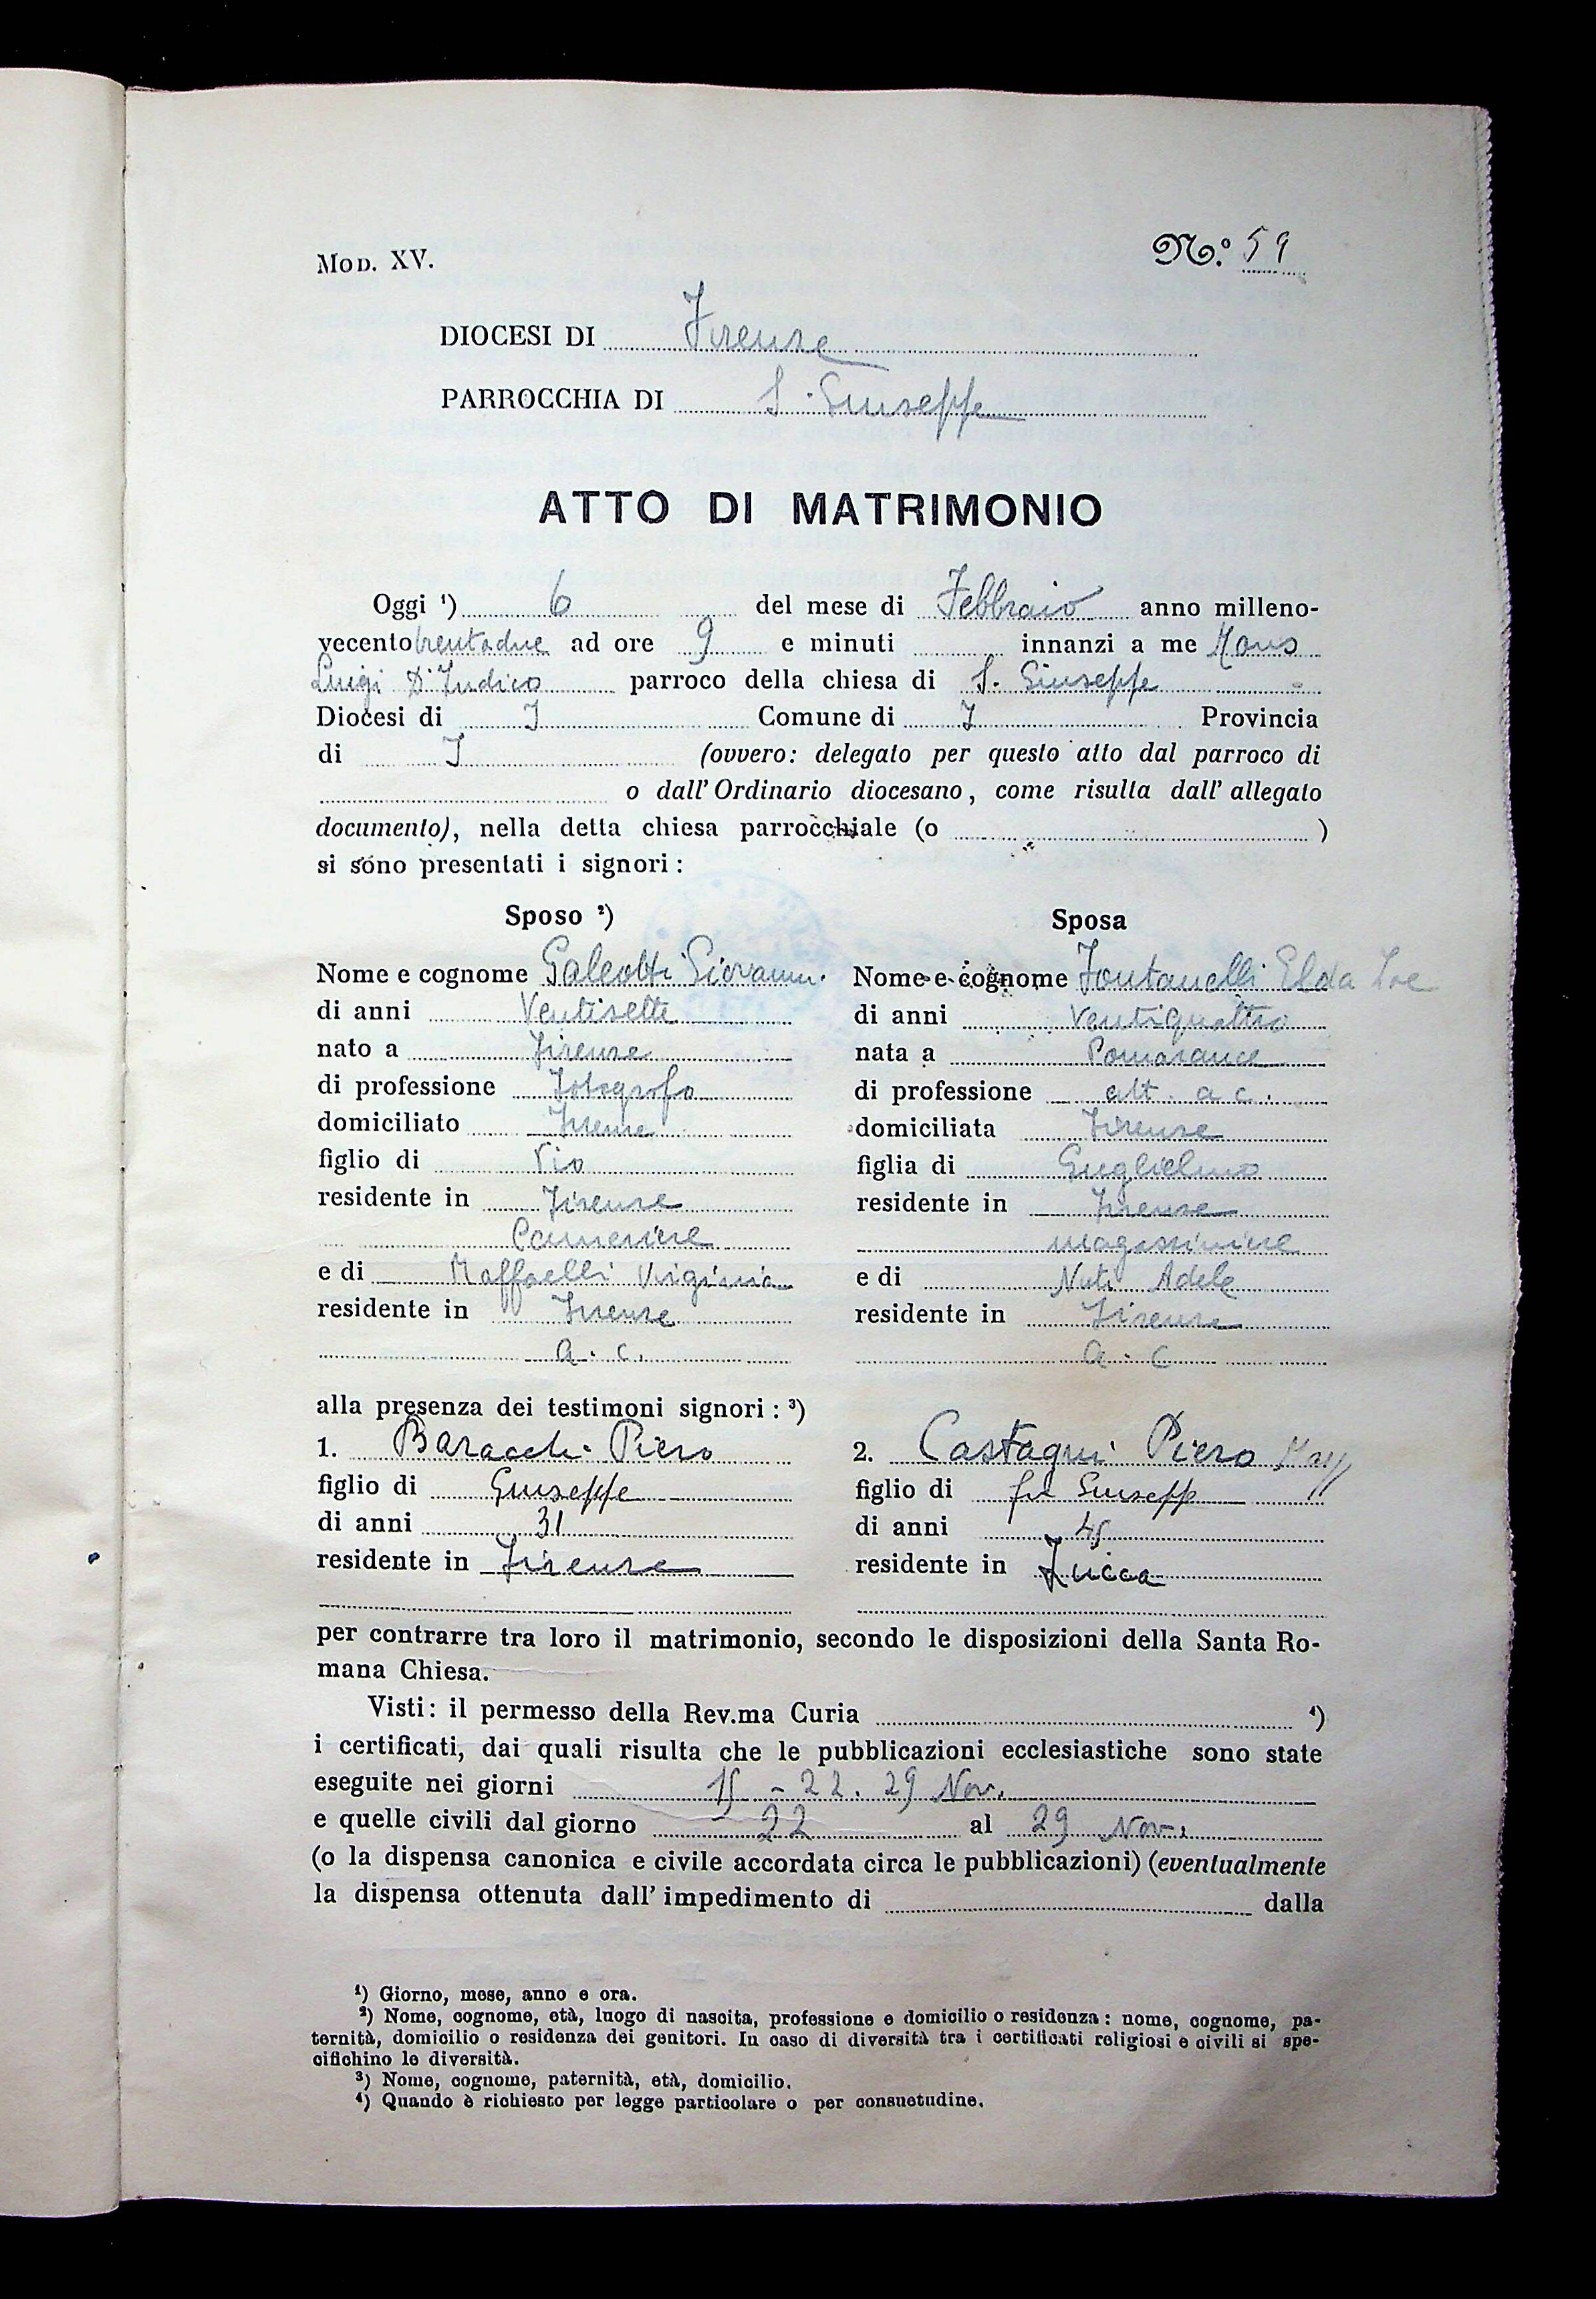 MOD. XV.
N.º 59
DIOCESI DI Firenze
PARROCCHIA DI S. Giuseppe
ATTO DI MATRIMONIO
Oggi ¹) 6 del mese di Febbraio anno milleno-
vecento trentadue ad ore 9 e minuti innanzi a me Mons
Luigi D'Indico parroco della chiesa di S. Giuseppe
Diocesi di F Comune di F Provincia
di F (ovvero: delegato per questo atto dal parroco di
o dall' Ordinario diocesano, come risulta dall' allegato
documento), nella detta chiesa parrocchiale (o )
si sono presentati i signori:
Sposo ²)
Nome e cognome Galeotti Giovanni
di anni Ventisette
nato a Firenze
di professione Fotografo
domiciliato Firenze
figlio di Pio
residente in Firenze
Cameriere
e di Raffaelli Virginia
residente in Firenze
a. c.
Sposa
Nome e cognome Fontanelli Elda
di anni Ventiquattro
nata a Pomarance
di professione att. a c.
domiciliata Firenze
figlia di Guglielmo
residente in Firenze
magazziniere
e di Nuti Adele
residente in Firenze
a. c
alla presenza dei testimoni signori: ³)
1. Baracchi Piero
figlio di Giuseppe
di anni 31
residente in Firenze
2. Castagni Piero
figlio di fu Giusepp
di anni 45
residente in Lucca
per contrarre tra loro il matrimonio, secondo le disposizioni della Santa Ro-
mana Chiesa.
Visti: il permesso della Rev.ma Curia ⁴)
i certificati, dai quali risulta che le pubblicazioni ecclesiastiche sono state
eseguite nei giorni 15 - 22. 29 Nov.
e quelle civili dal giorno 22 al 29 Nov.
(o la dispensa canonica e civile accordata circa le pubblicazioni) (eventualmente
la dispensa ottenuta dall' impedimento di dalla
¹) Giorno, mese, anno e ora.
²) Nome, cognome, età, luogo di nascita, professione e domicilio o residenza: nome, cognome, pa-
ternità, domicilio o residenza dei genitori. In caso di diversità tra i certificati religiosi e civili si spe-
cifichino le diversità.
³) Nome, cognome, paternità, età, domicilio.
⁴) Quando è richiesto per legge particolare o per consuetudine.